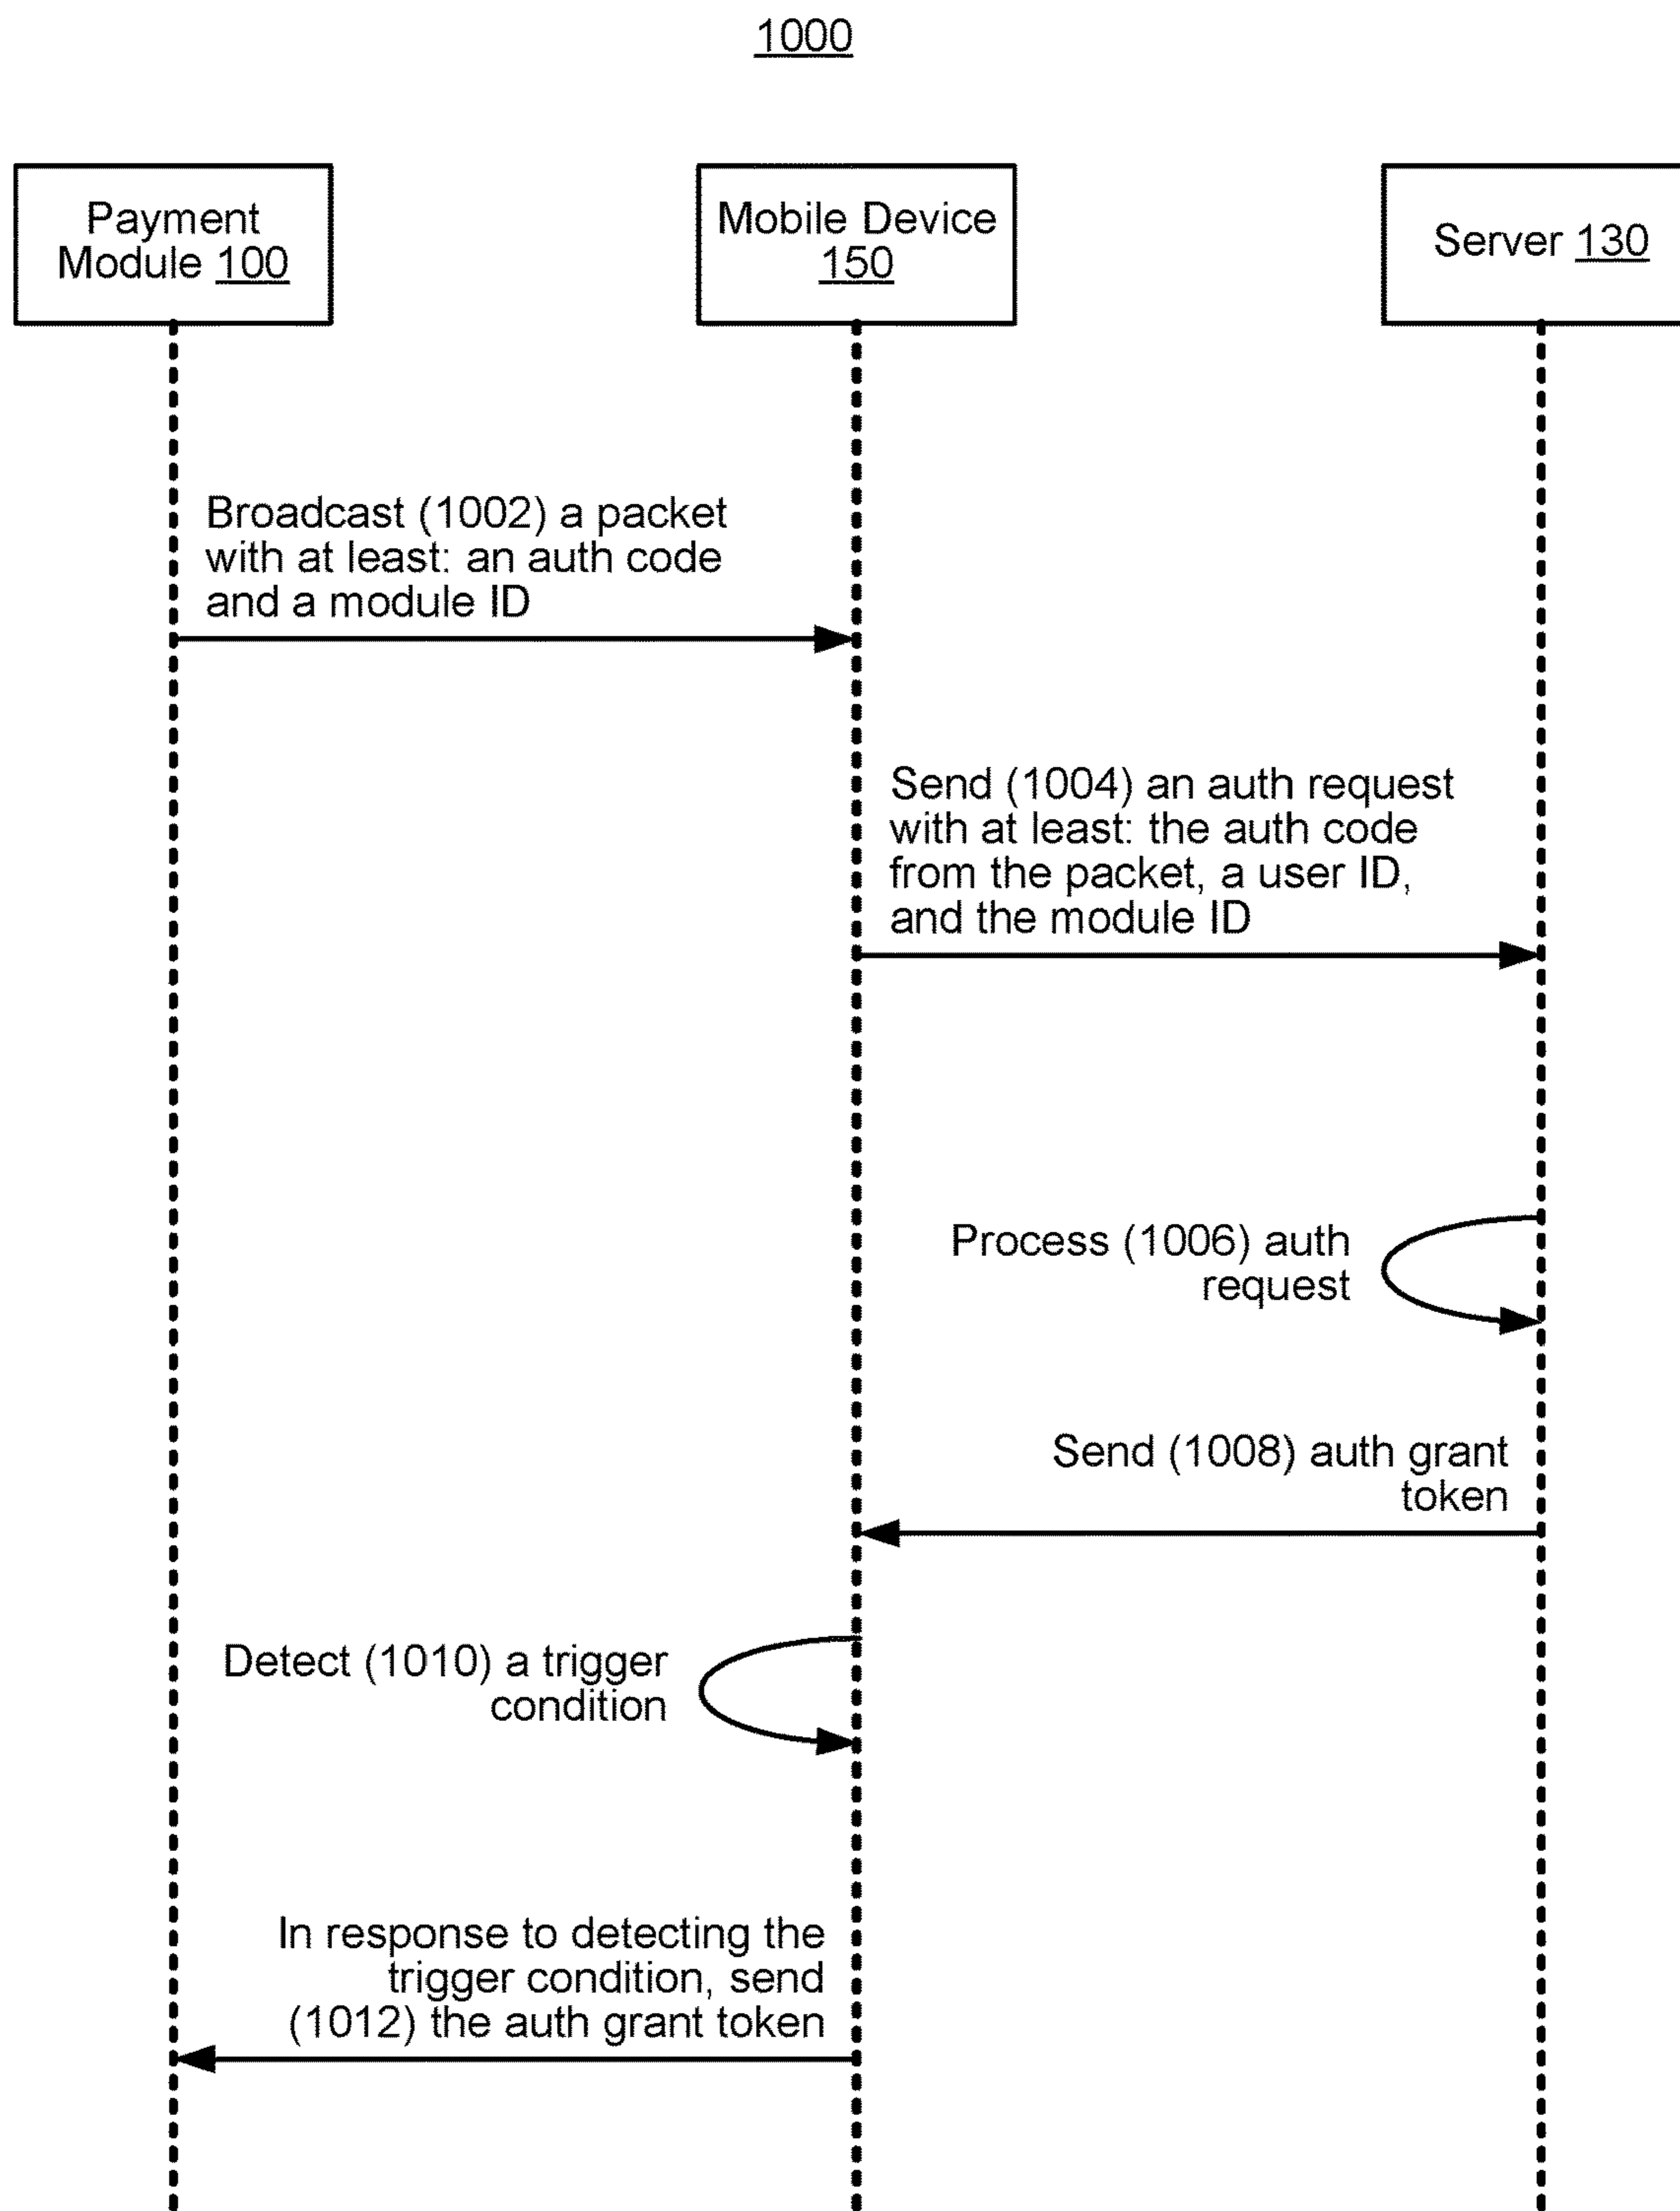 1000
Payment
Module 100
Mobile Device
150
Server 130
Broadcast (1002) a packet
with at least: an auth code
and a module ID
Send (1004) an auth request
with at least: the auth code
from the packet, a user ID,
and the module ID
Process (1006) auth
request
Send (1008) auth grant
token
Detect (1010) a trigger
condition
In response to detecting the
trigger condition, send
(1012) the auth grant token